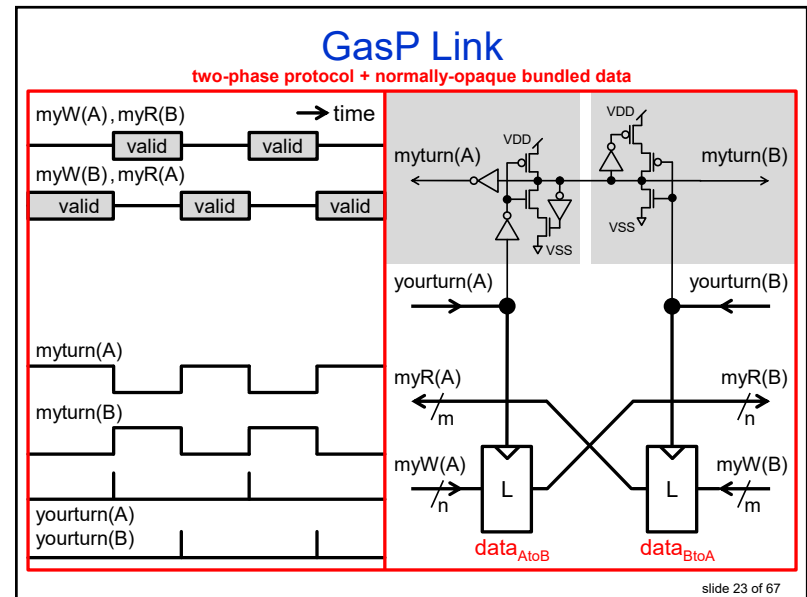 GasP Link
two-phase protocol + normally-opaque bundled data
myW(A), myR(B)
time
valid
valid
myW(B), myR(A)
valid
valid
valid
myturn(A)
myturn(B)
yourturn(A)
yourturn(B)
VDD
VDD
myturn(A)
myturn(B)
VSS
VSS
yourturn(A)
yourturn(B)
myR(A)
myR(B)
m
n
myW(A)
myW(B)
n
L
L
m
dataAtoB
dataBtoA
slide 23 of 67